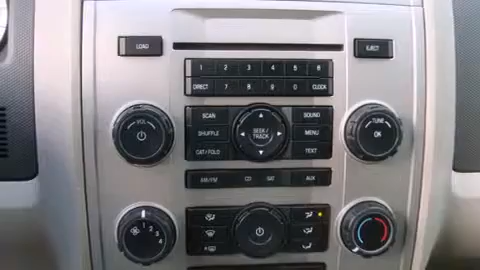 LOAD
EJECT
1 2 3 4 5 6
DIRECT 7 8 9 0 CLOCK
SCAN
SOUND
VOL
SHUFFLE
SEEK/
TRACK
MENU
TUNE
OK
CAT/FOLD
TEXT
AM/FM CD SAT AUX
1
2
3
4